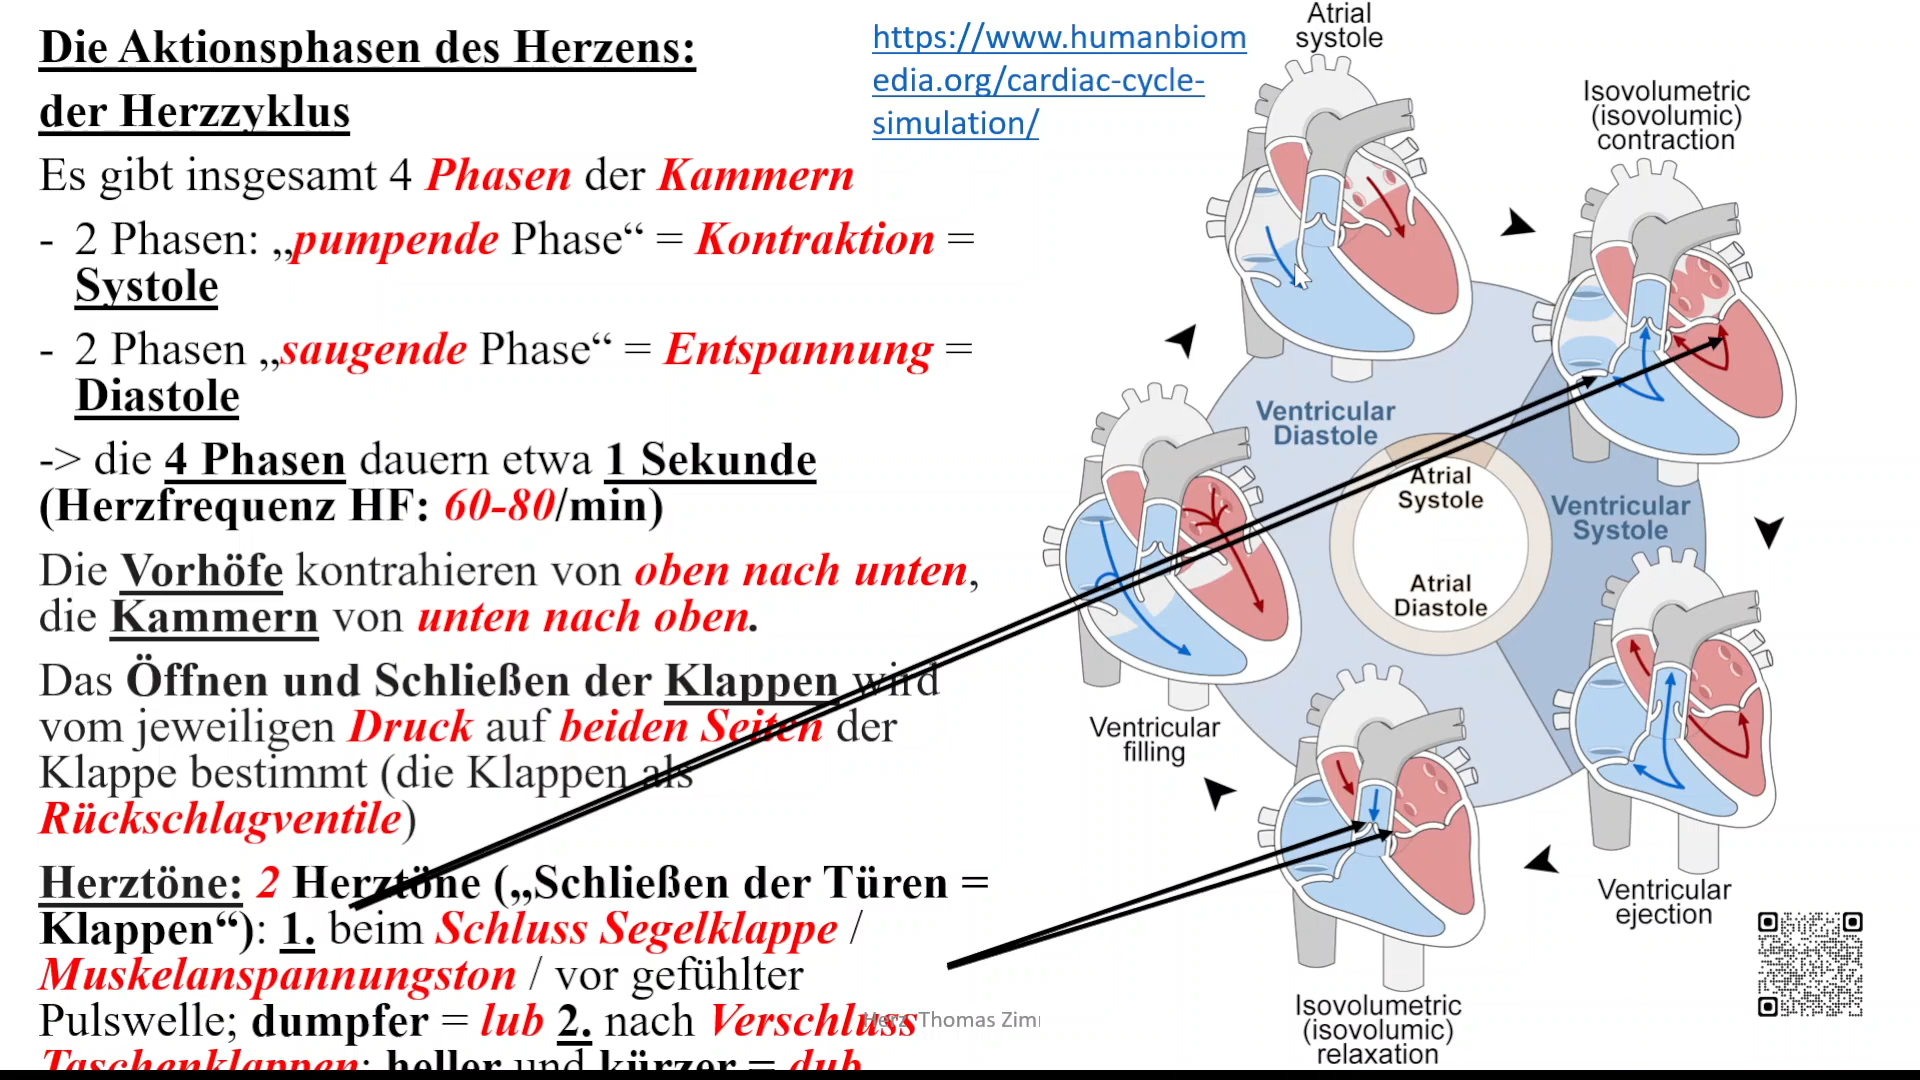 Die Aktionsphasen des Herzens:
der Herzzyklus
Es gibt insgesamt 4 Phasen der Kammern
- 2 Phasen: „pumpende Phase“ = Kontraktion =
Systole
- 2 Phasen „saugende Phase“ = Entspannung =
Diastole
-> die 4 Phasen dauern etwa 1 Sekunde
(Herzfrequenz HF: 60-80/min)
Die Vorhöfe kontrahieren von oben nach unten,
die Kammern von unten nach oben.
Das Öffnen und Schließen der Klappen wird
vom jeweiligen Druck auf beiden Seiten der
Klappe bestimmt (die Klappen als
Rückschlagventile)
Herztöne: 2 Herztöne („Schließen der Türen =
Klappen“): 1. beim Schluss Segelklappe /
Muskelanspannungston / vor gefühlter
Pulswelle; dumpfer = lub 2. nach Verschluss
Taschenklappen; heller und kürzer = dub
Herz, Thomas Zim
https://www.humanbiom
edia.org/cardiac-cycle-
simulation/
Atrial
systole
Isovolumetric
(isovolumic)
contraction
Ventricular
Diastole
Atrial
Systole
Ventricular
Systole
Atrial
Diastole
Ventricular
filling
Ventricular
ejection
Isovolumetric
(isovolumic)
relaxation